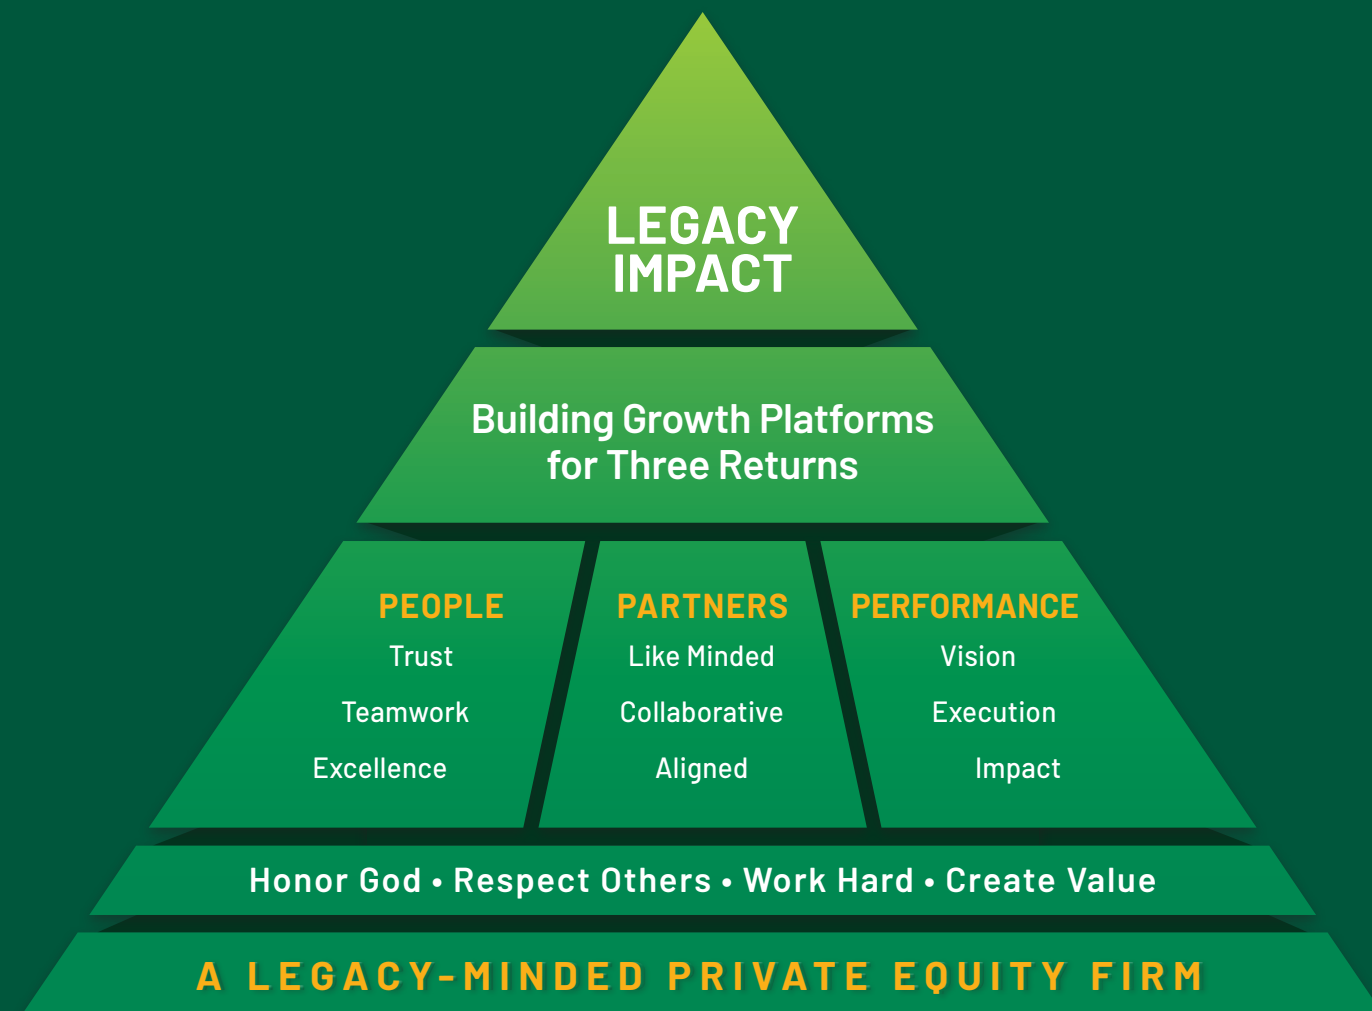 LEGACY
IMPACT
Building Growth Platforms
for Three Returns
PEOPLE
Trust
Teamwork
Excellence
PARTNERS
Like Minded
Collaborative
Aligned
PERFORMANCE
Vision
Execution
Impact
Honor God • Respect Others • Work Hard • Create Value
A LEGACY-MINDED PRIVATE EQUITY FIRM